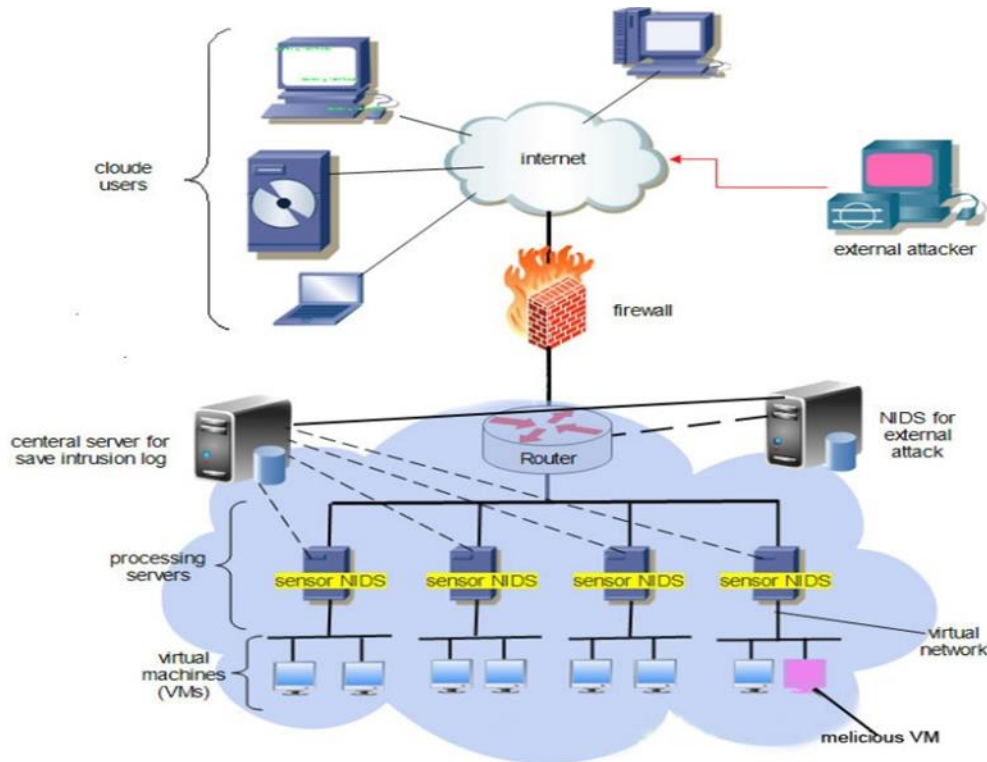 cloude
users
internet
external attacker
firewall
centeral server for
save intrusion log
NIDS for
external
attack
Router
processing
servers
sensor NIDS
sensor NIDS
sensor NIDS
sensor NIDS
virtual
network
virtual
machines
(VMs)
melicious VM